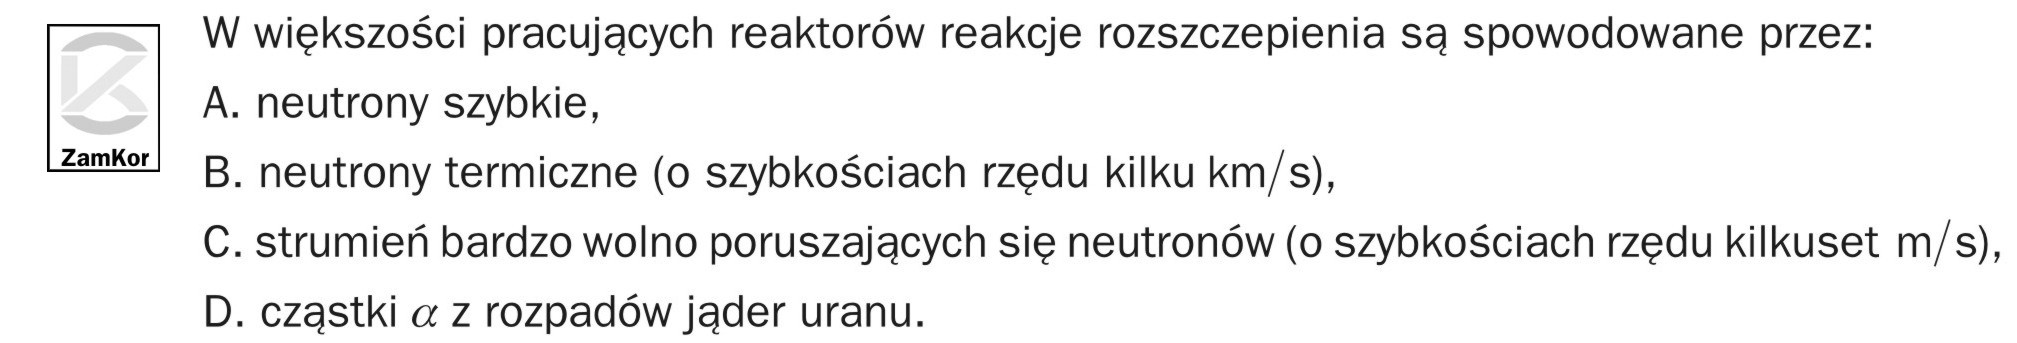 W większości pracujących reaktorów reakcje rozszczepienia są spowodowane przez:
A. neutrony szybkie,
B. neutrony termiczne (o szybkościach rzędu kilku km/s),
C. strumień bardzo wolno poruszających się neutronów (o szybkościach rzędu kilkuset m/s),
D. cząstki α z rozpadów jąder uranu.
ZamKor